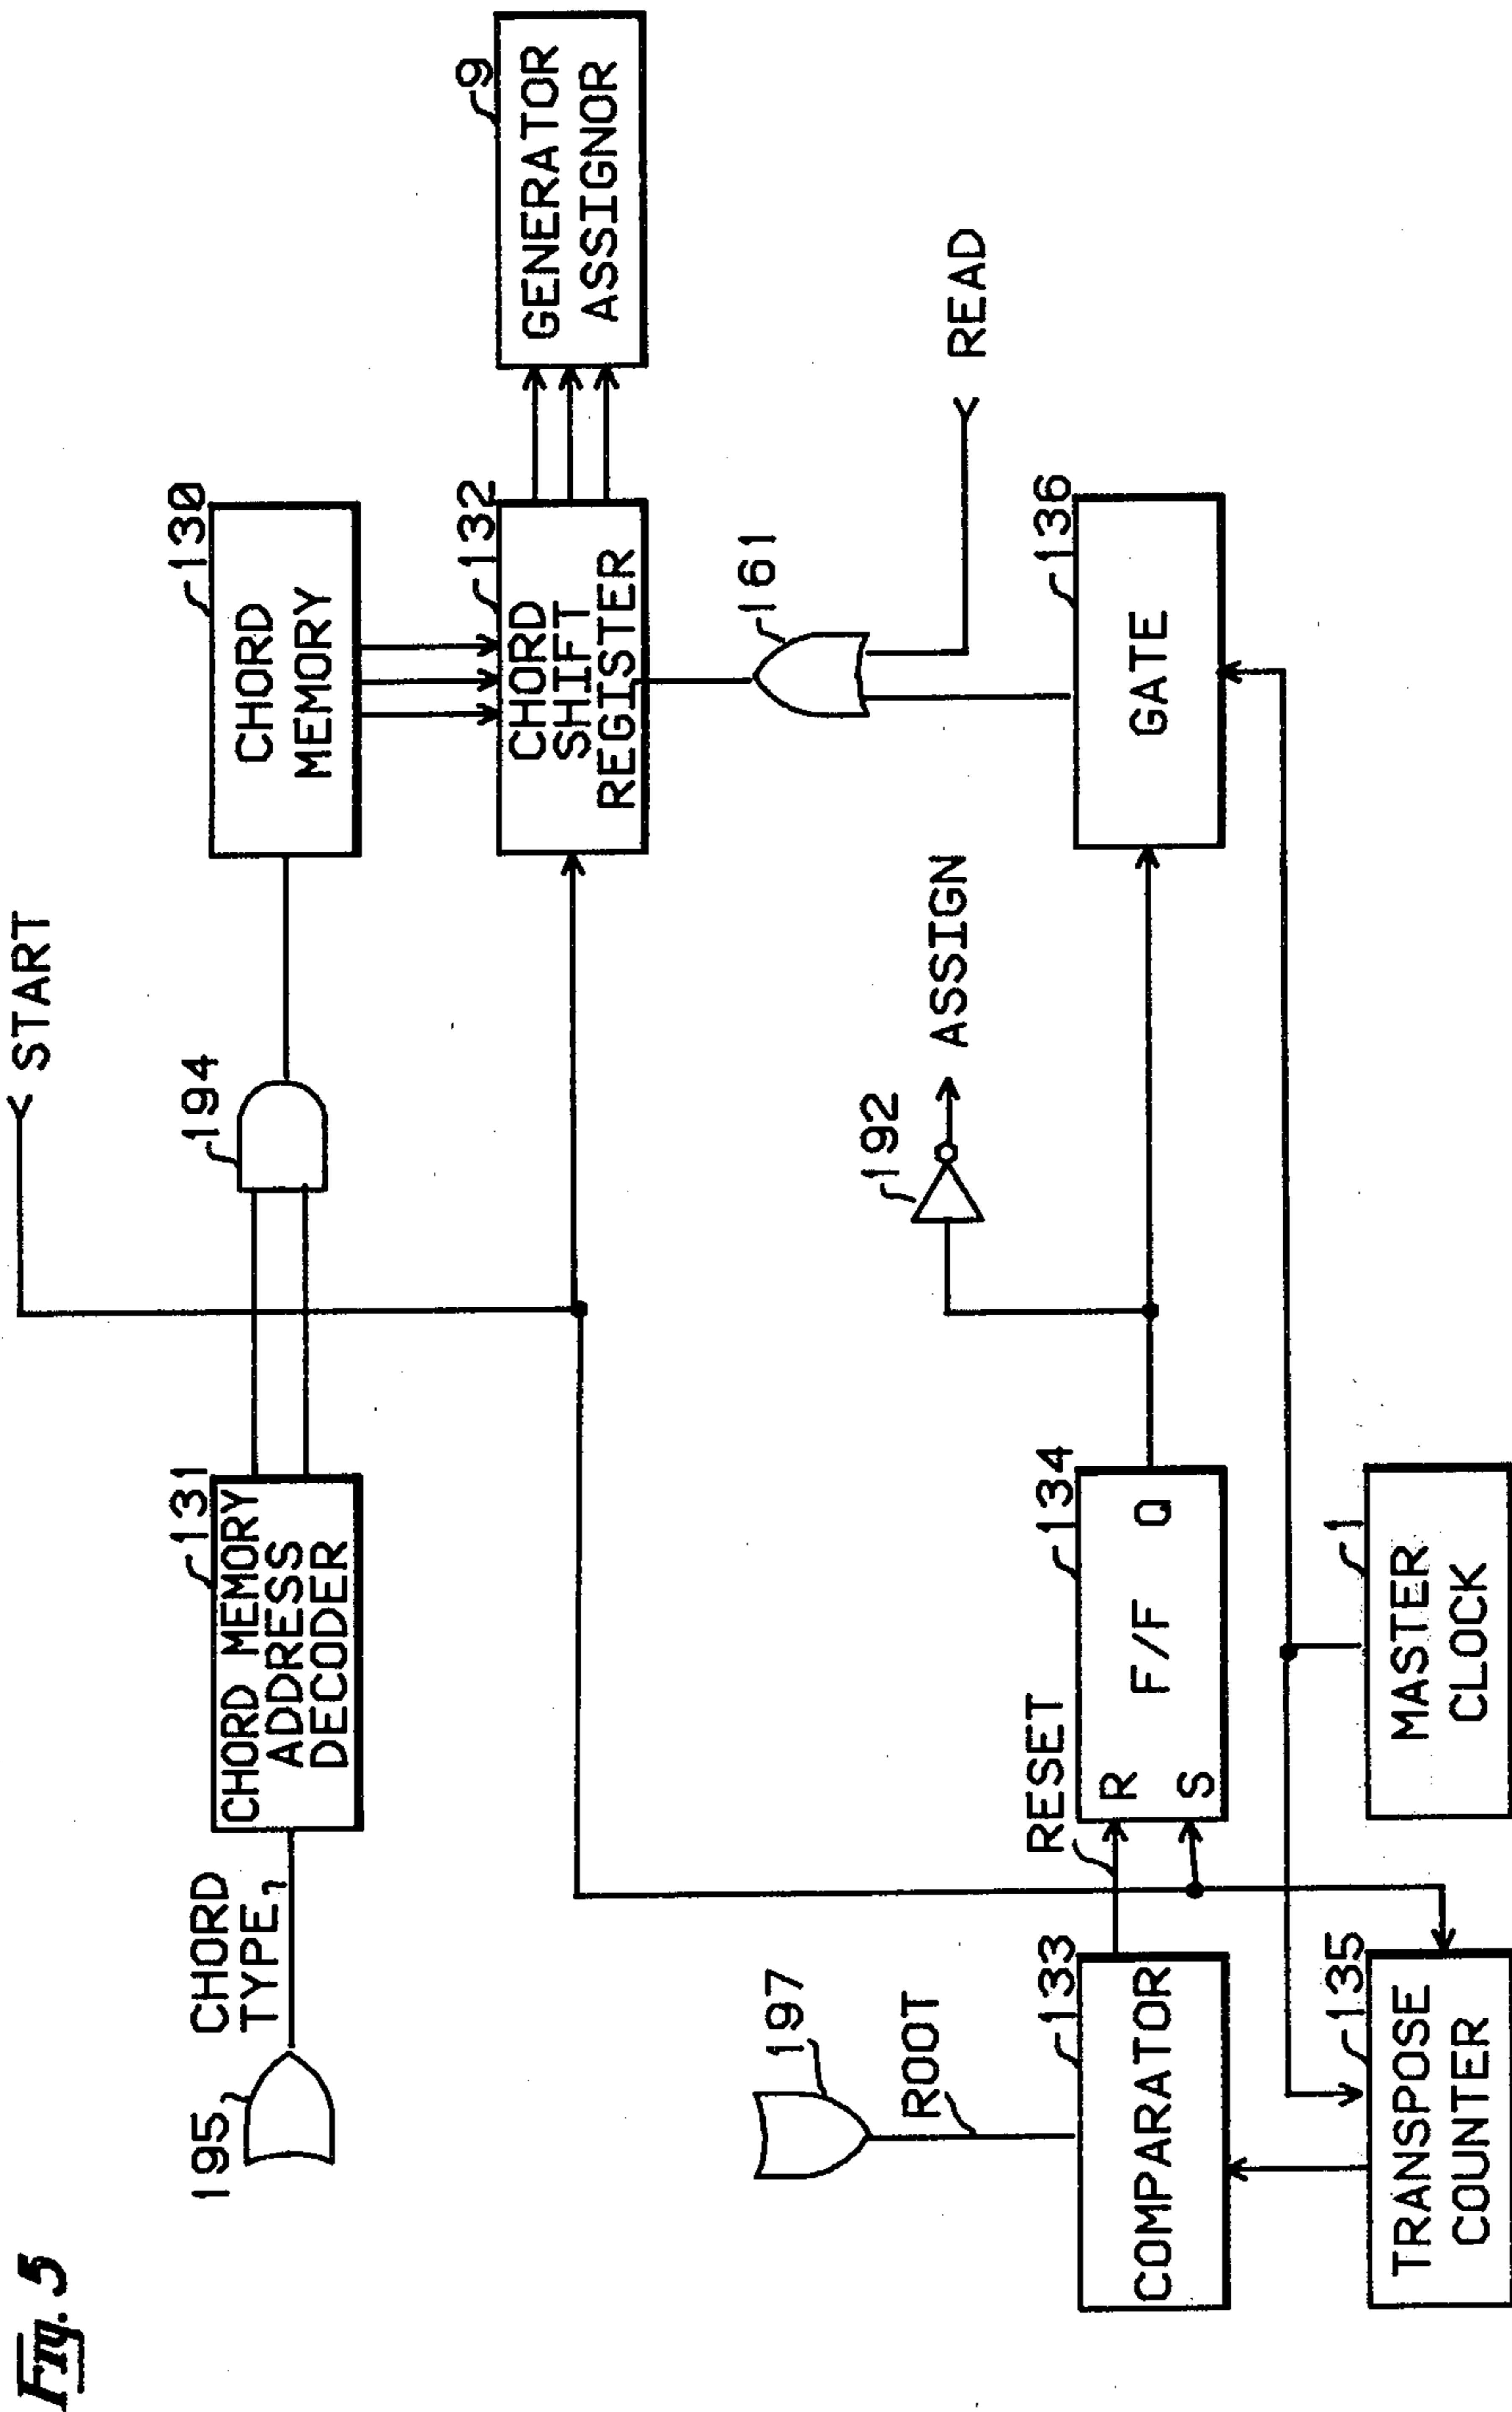 Fig. 5
START
195
CHORD
TYPE
131
CHORD MEMORY
ADDRESS
DECODER
194
130
CHORD
MEMORY
132
CHORD
SHIFT
REGISTER
9
GENERATOR
ASSIGNOR
197
ROOT
192
ASSIGN
161
READ
133
COMPARATOR
RESET
134
R
S
F/F
Q
136
GATE
135
TRANSPOSE
COUNTER
1
MASTER
CLOCK